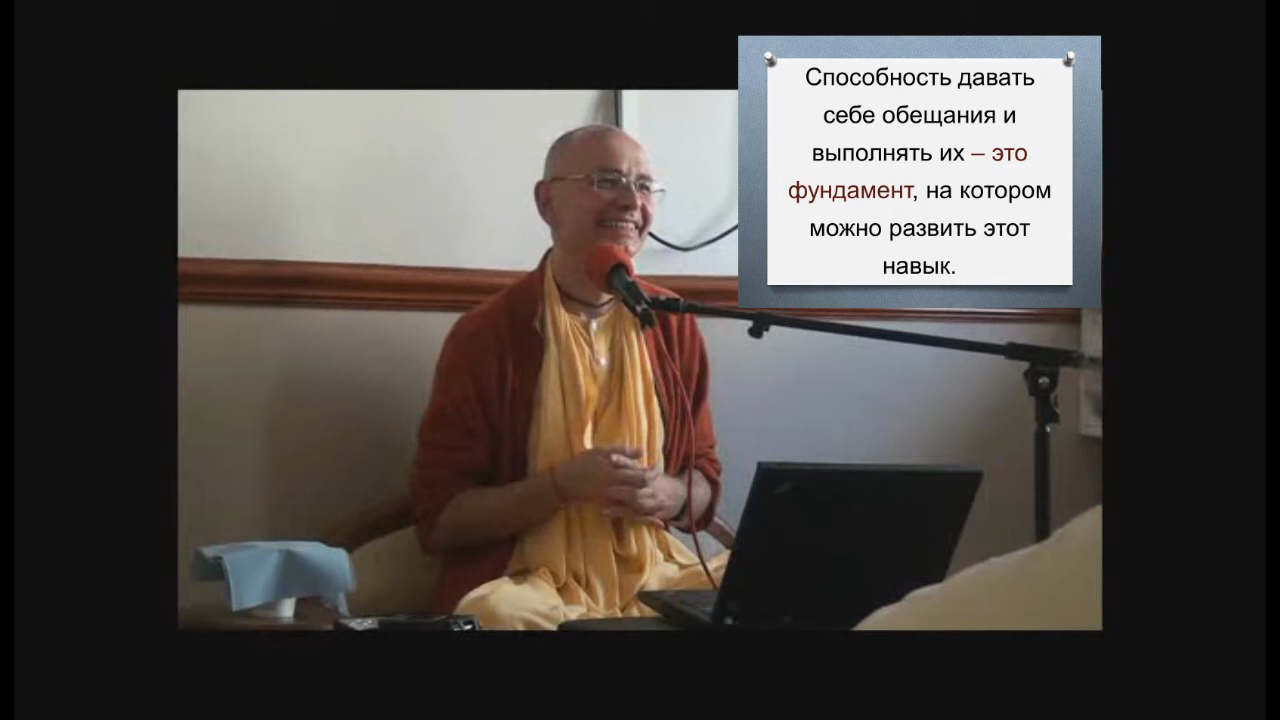 Способность давать
себе обещания и
выполнять их – это
фундамент, на котором
можно развить этот
навык.